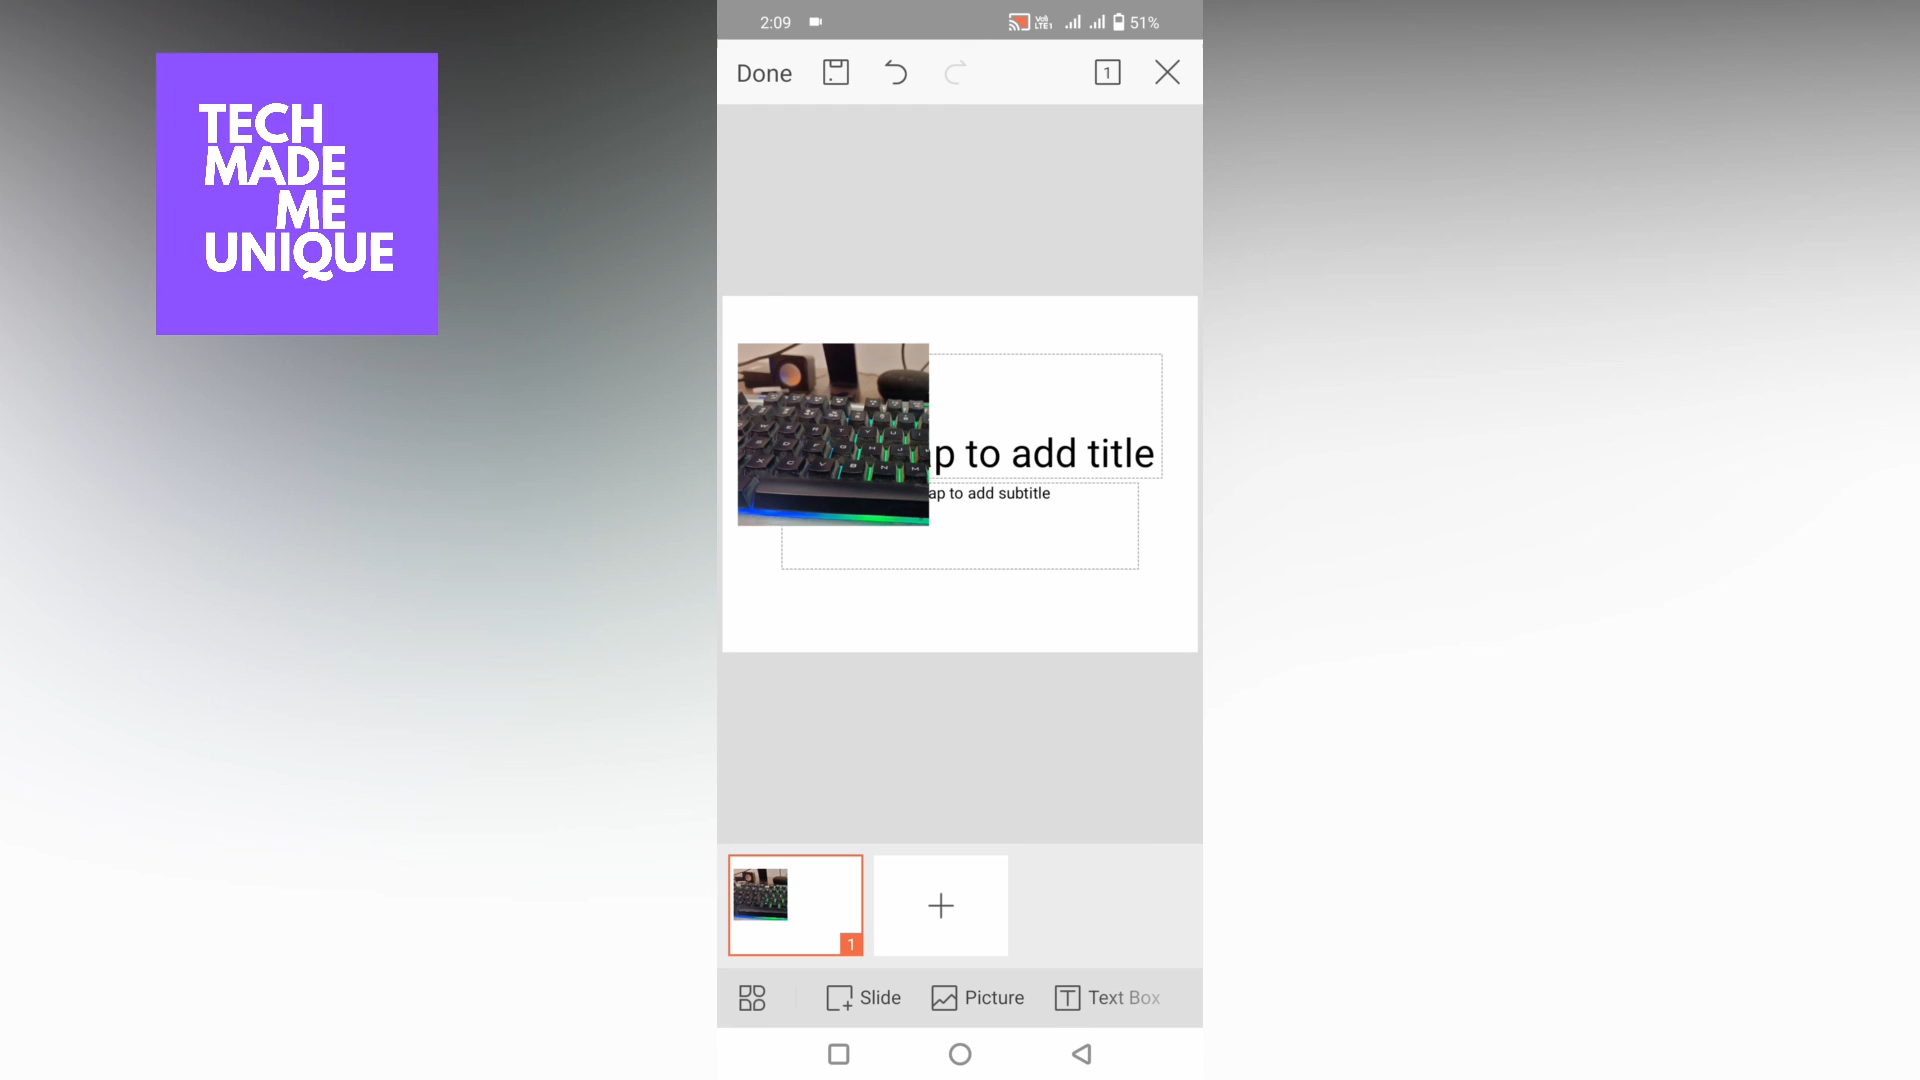 TECH
MADE
ME
UNIQUE
2:09
51%
Done
1
p to add title
ap to add subtitle
1
Slide
Picture
Text Box